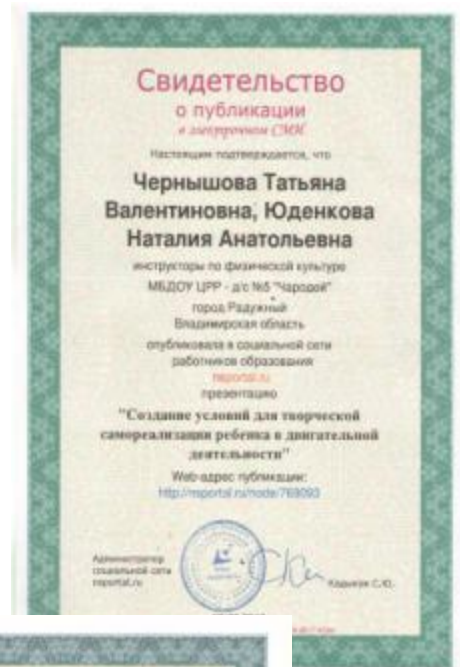 Свидетельство
о публикации
в электронном СМИ
Настоящим подтверждается, что
Чернышова Татьяна
Валентиновна, Юденкова
Наталия Анатольевна
инструкторы по физической культуре
МБДОУ ЦРР - д/с №5 "Чародей"
город Радужный
Владимирская область
опубликовала в социальной сети
работников образования
nsportal.ru
презентацию
"Создание условий для творческой
самореализации ребенка в двигательной
деятельности"
Web-адрес публикации:
http://nsportal.ru/node/768093
Администратор
социальной сети
nsportal.ru
С.Ю.